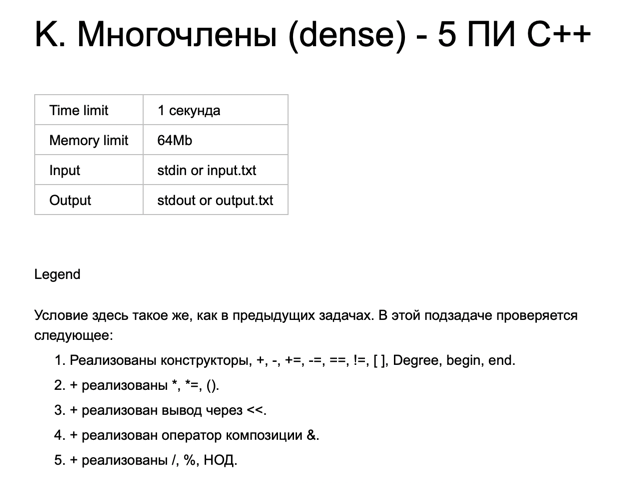 K. Многочлены (dense) - 5 ПИ C++
Time limit 1 секунда
Memory limit 64Mb
Input stdin or input.txt
Output stdout or output.txt
Legend
Условие здесь такое же, как в предыдущих задачах. В этой подзадаче проверяется
следующее:
1. Реализованы конструкторы, +, -, +=, -=, ==, !=, [ ], Degree, begin, end.
2. + реализованы *, *=, ().
3. + реализован вывод через <<.
4. + реализован оператор композиции &.
5. + реализованы /, %, НОД.